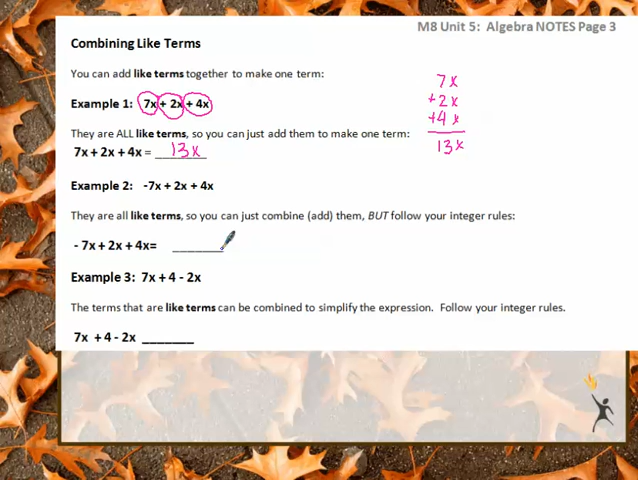 M8 Unit 5: Algebra NOTES Page 3
Combining Like Terms
You can add like terms together to make one term:
Example 1: 7x + 2x + 4x
7x
+2x
+4x
13x
They are ALL like terms, so you can just add them to make one term:
7x + 2x + 4x = 13x
Example 2: -7x + 2x + 4x
They are all like terms, so you can just combine (add) them, BUT follow your integer rules:
- 7x + 2x + 4x= ______
Example 3: 7x + 4 - 2x
The terms that are like terms can be combined to simplify the expression. Follow your integer rules.
7x + 4 - 2x ______